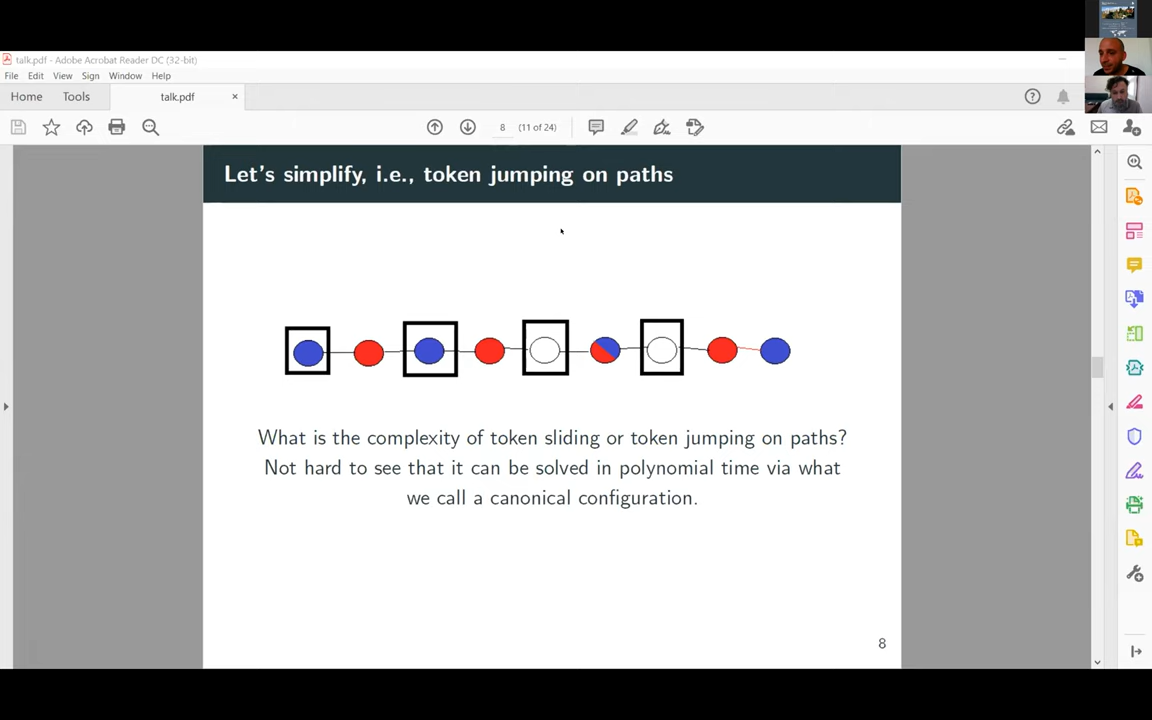 talk.pdf - Adobe Acrobat Reader DC (32-bit)
File Edit View Sign Window Help
Home Tools talk.pdf ×
8 (11 of 24)
Let's simplify, i.e., token jumping on paths
What is the complexity of token sliding or token jumping on paths?
Not hard to see that it can be solved in polynomial time via what
we call a canonical configuration.
8